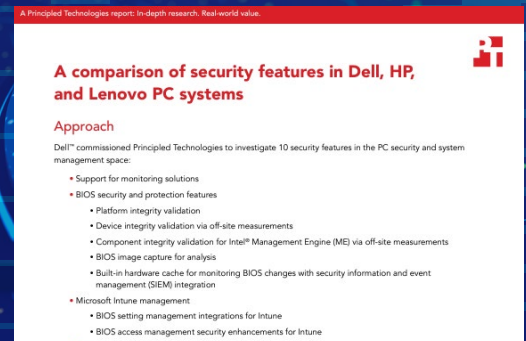 A Principled Technologies report: In-depth research. Real-world value.
PT
A comparison of security features in Dell, HP,
and Lenovo PC systems
Approach
Dell™ commissioned Principled Technologies to investigate 10 security features in the PC security and system
management space:
• Support for monitoring solutions
• BIOS security and protection features
• Platform integrity validation
• Device integrity validation via off-site measurements
• Component integrity validation for Intel® Management Engine (ME) via off-site measurements
• BIOS image capture for analysis
• Built-in hardware cache for monitoring BIOS changes with security information and event
management (SIEM) integration
• Microsoft Intune management
• BIOS setting management integrations for Intune
• BIOS access management security enhancements for Intune